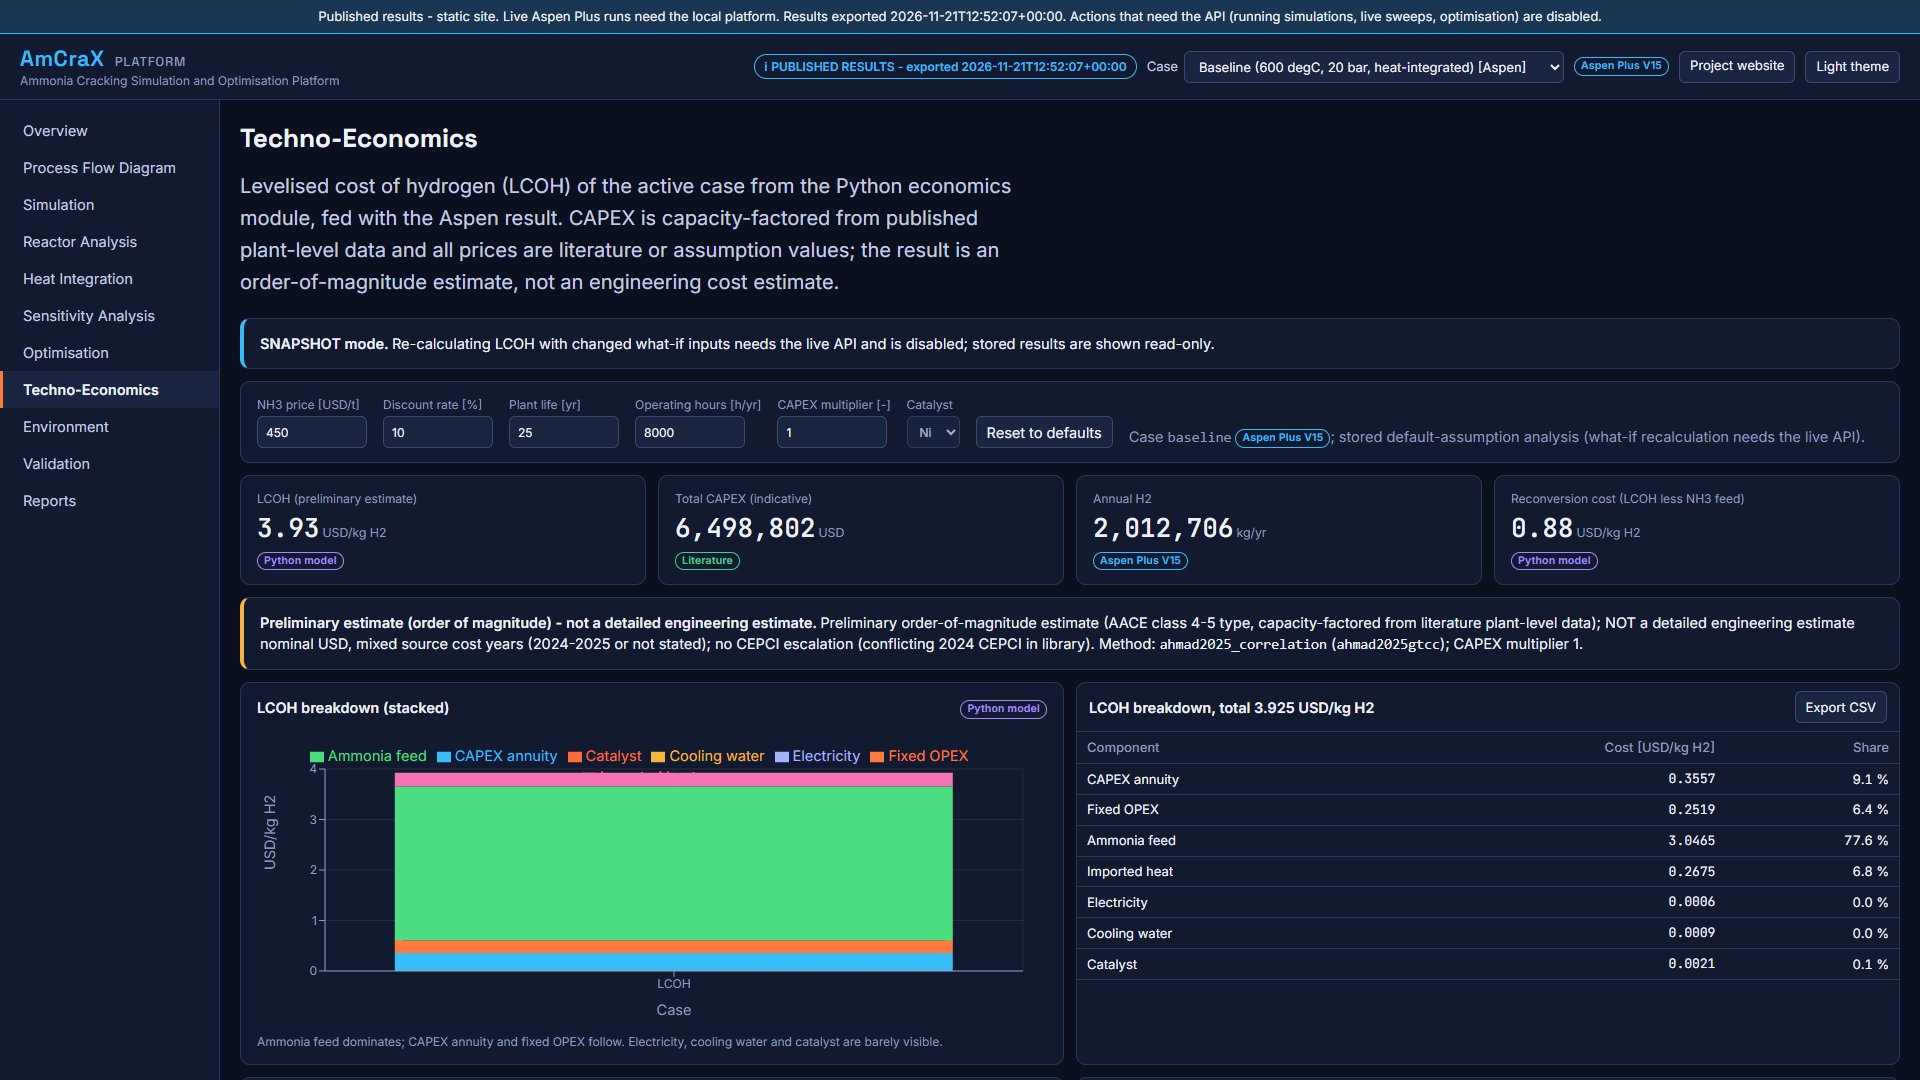 Published results - static site. Live Aspen Plus runs need the local platform. Results exported 2026-11-21T12:52:07+00:00. Actions that need the API (running simulations, live sweeps, optimisation) are disabled.
AmCraX PLATFORM
Ammonia Cracking Simulation and Optimisation Platform
i PUBLISHED RESULTS - exported 2026-11-21T12:52:07+00:00
Case
Baseline (600 degC, 20 bar, heat-integrated) [Aspen]
Aspen Plus V15
Project website
Light theme
Overview
Process Flow Diagram
Simulation
Reactor Analysis
Heat Integration
Sensitivity Analysis
Optimisation
Techno-Economics
Environment
Validation
Reports
Techno-Economics
Levelised cost of hydrogen (LCOH) of the active case from the Python economics
module, fed with the Aspen result. CAPEX is capacity-factored from published
plant-level data and all prices are literature or assumption values; the result is an
order-of-magnitude estimate, not an engineering cost estimate.
SNAPSHOT mode. Re-calculating LCOH with changed what-if inputs needs the live API and is disabled; stored results are shown read-only.
NH3 price [USD/t] Discount rate [%] Plant life [yr] Operating hours [h/yr] CAPEX multiplier [-] Catalyst
450 10 25 8000 1 Ni Reset to defaults Case baseline Aspen Plus V15; stored default-assumption analysis (what-if recalculation needs the live API).
LCOH (preliminary estimate)
3.93 USD/kg H2
Python model
Total CAPEX (indicative)
6,498,802 USD
Literature
Annual H2
2,012,706 kg/yr
Aspen Plus V15
Reconversion cost (LCOH less NH3 feed)
0.88 USD/kg H2
Python model
Preliminary estimate (order of magnitude) - not a detailed engineering estimate. Preliminary order-of-magnitude estimate (AACE class 4-5 type, capacity-factored from literature plant-level data); NOT a detailed engineering estimate
nominal USD, mixed source cost years (2024-2025 or not stated); no CEPCI escalation (conflicting 2024 CEPCI in library). Method: ahmad2025_correlation (ahmad2025gtcc); CAPEX multiplier 1.
LCOH breakdown (stacked)
Python model
Ammonia feed CAPEX annuity Catalyst Cooling water Electricity Fixed OPEX
4
3
2
1
0
USD/kg H2
LCOH
Case
Ammonia feed dominates; CAPEX annuity and fixed OPEX follow. Electricity, cooling water and catalyst are barely visible.
LCOH breakdown, total 3.925 USD/kg H2
Export CSV
Component Cost [USD/kg H2] Share
CAPEX annuity 0.3557 9.1 %
Fixed OPEX 0.2519 6.4 %
Ammonia feed 3.0465 77.6 %
Imported heat 0.2675 6.8 %
Electricity 0.0006 0.0 %
Cooling water 0.0009 0.0 %
Catalyst 0.0021 0.1 %